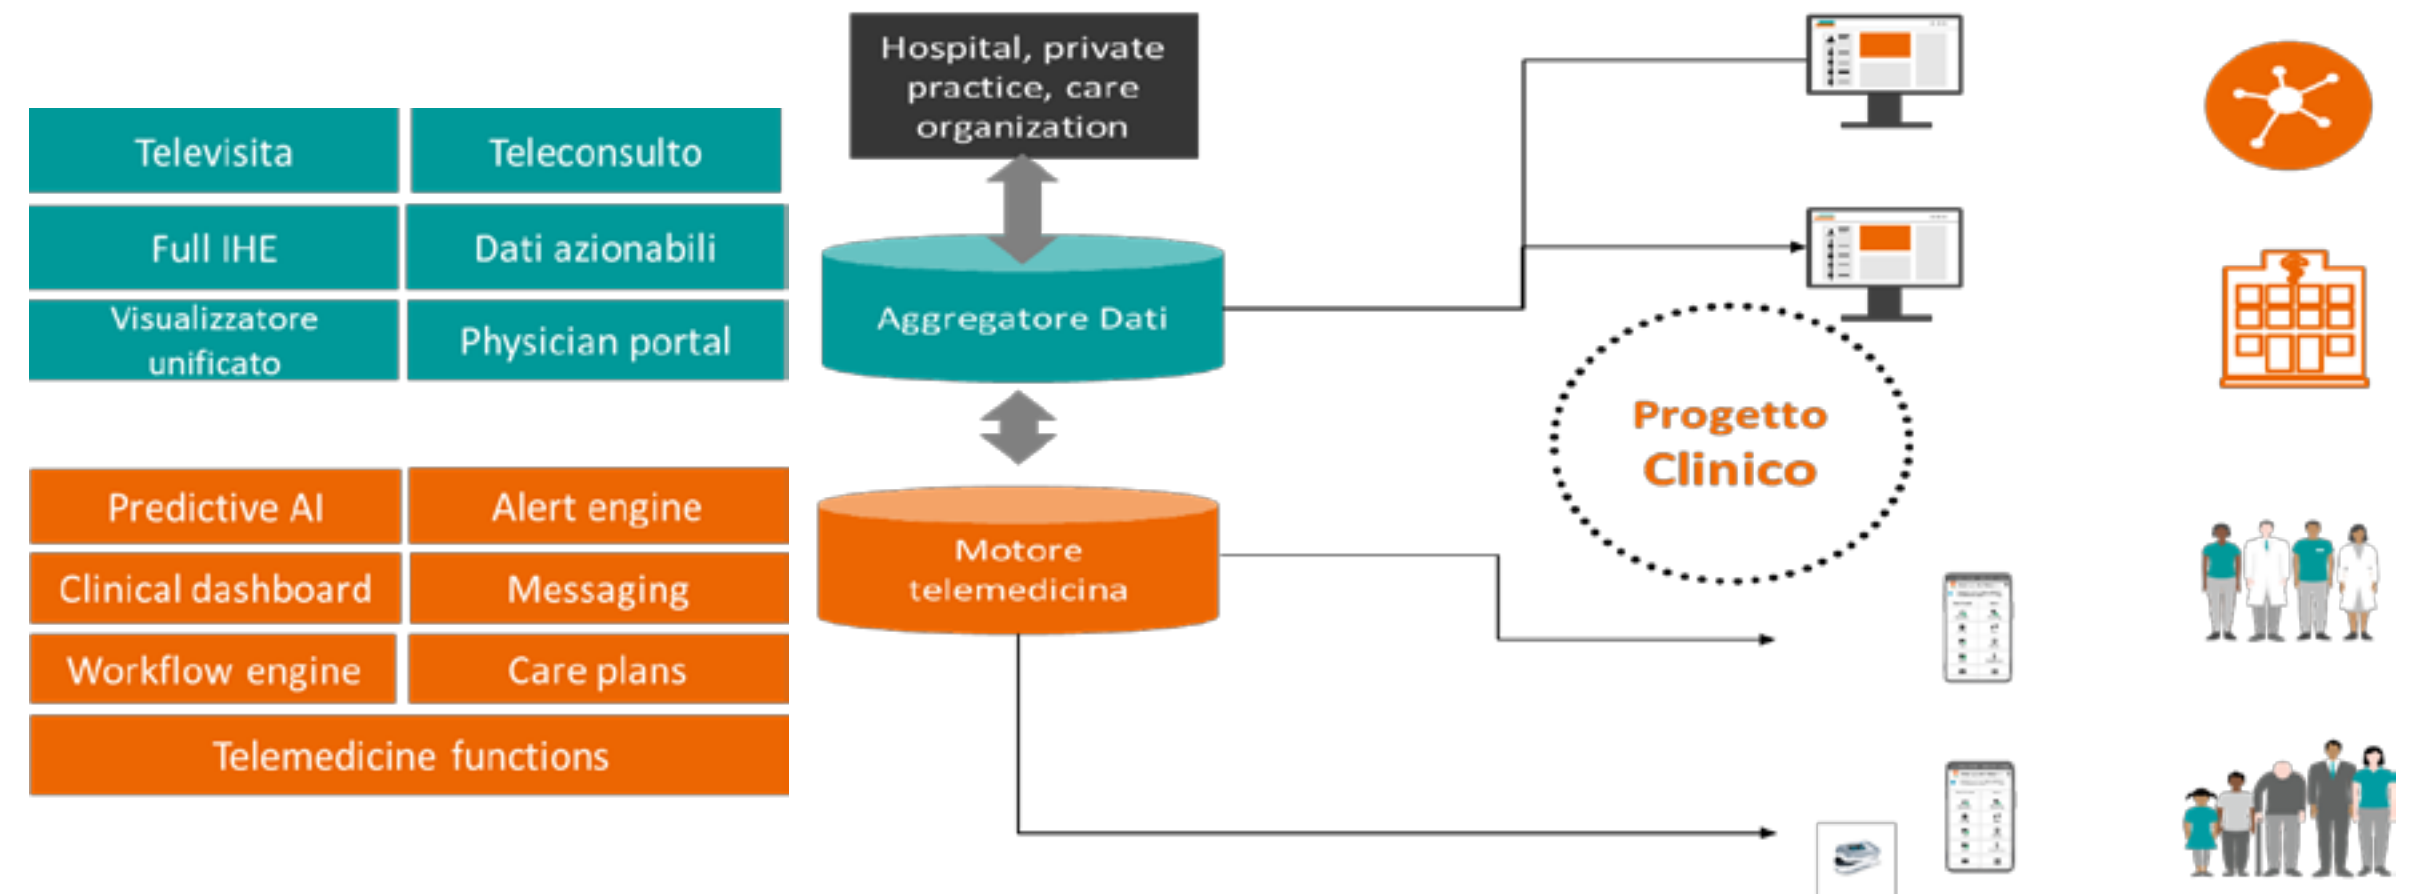 Hospital, private
practice, care
organization
Televisita
Teleconsulto
Full IHE
Dati azionabili
Visualizzatore
unificato
Physician portal
Aggregatore Dati
Progetto
Clinico
Predictive AI
Alert engine
Clinical dashboard
Messaging
Workflow engine
Care plans
Telemedicine functions
Motore
telemedicina